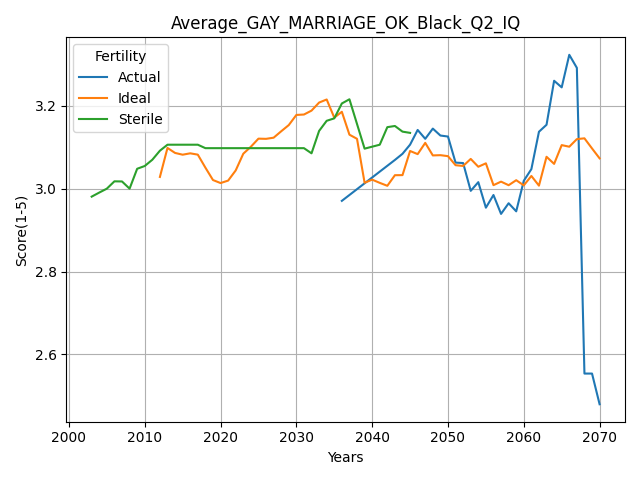 Average_GAY_MARRIAGE_OK_Black_Q2_IQ
Fertility
Actual
Ideal
Sterile
Score(1-5)
3.2
3.0
2.8
2.6
2000 2010 2020 2030 2040 2050 2060 2070
Years